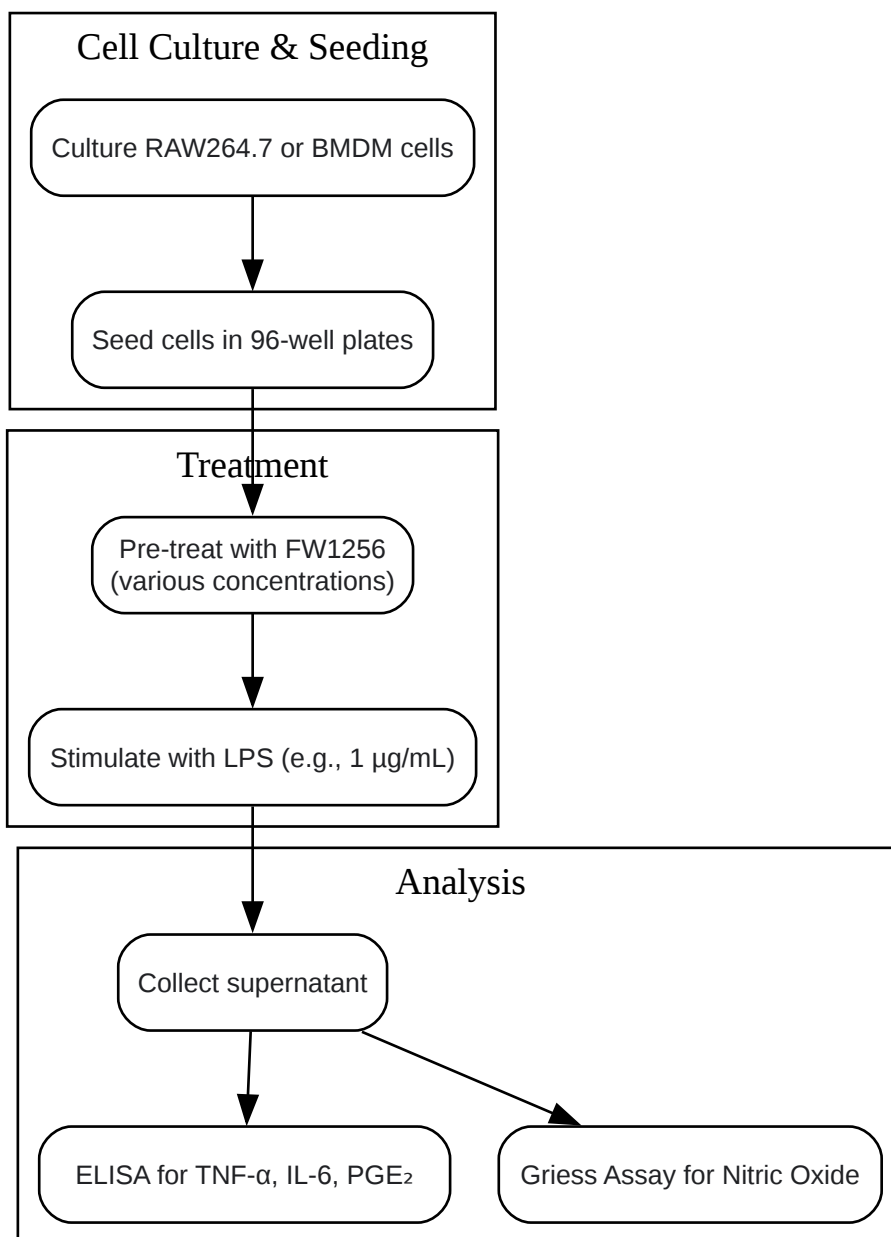 Cell Culture & Seeding
Culture RAW264.7 or BMDM cells
Seed cells in 96-well plates
Treatment
Pre-treat with FW1256
(various concentrations)
Stimulate with LPS (e.g., 1 µg/mL)
Analysis
Collect supernatant
ELISA for TNF-α, IL-6, PGE₂
Griess Assay for Nitric Oxide